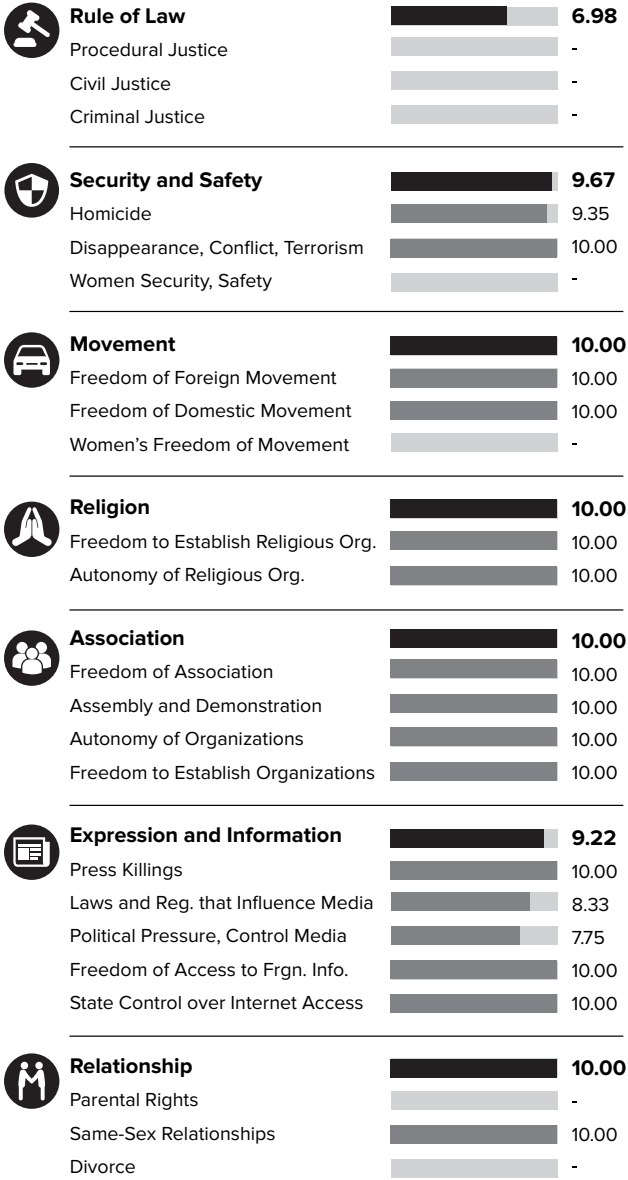 Rule of Law 6.98
Procedural Justice -
Civil Justice -
Criminal Justice -
Security and Safety 9.67
Homicide 9.35
Disappearance, Conflict, Terrorism 10.00
Women Security, Safety -
Movement 10.00
Freedom of Foreign Movement 10.00
Freedom of Domestic Movement 10.00
Women's Freedom of Movement -
Religion 10.00
Freedom to Establish Religious Org. 10.00
Autonomy of Religious Org. 10.00
Association 10.00
Freedom of Association 10.00
Assembly and Demonstration 10.00
Autonomy of Organizations 10.00
Freedom to Establish Organizations 10.00
Expression and Information 9.22
Press Killings 10.00
Laws and Reg. that Influence Media 8.33
Political Pressure, Control Media 7.75
Freedom of Access to Frgn. Info. 10.00
State Control over Internet Access 10.00
Relationship 10.00
Parental Rights -
Same-Sex Relationships 10.00
Divorce -